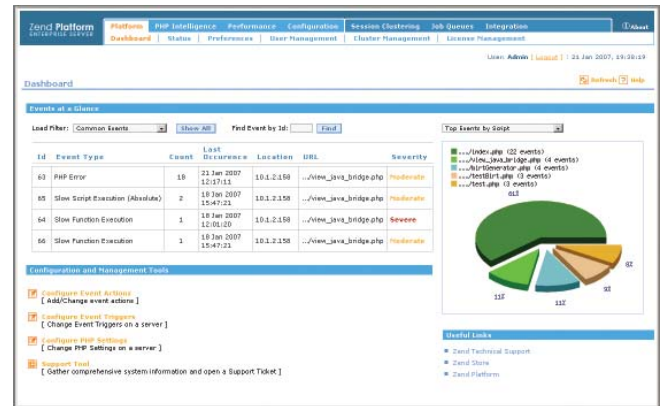 Zend Platform
ENTERPRISE SERVER
Platform PHP Intelligence Performance Configuration Session Clustering Job Queues Integration About
Dashboard Status Preferences User Management Cluster Management License Management
User: Admin [ Logout ] | 21 Jan 2007, 19:38:19
Dashboard
Refresh Help
Events at a Glance
Load Filter: Common Events Show All Find Event by Id: Find
Top Events by Script
Id Event Type Count Last Occurence Location URL Severity
63 PHP Error 18 21 Jan 2007 12:17:11 10.1.2.158 .../view_java_bridge.php Moderate
65 Slow Script Execution (Absolute) 2 18 Jan 2007 15:47:21 10.1.2.158 .../view_java_bridge.php Moderate
64 Slow Function Execution 1 18 Jan 2007 12:01:20 10.1.2.158 .../view_java_bridge.php Severe
66 Slow Function Execution 1 18 Jan 2007 15:47:21 10.1.2.158 .../view_java_bridge.php Moderate
.../index.php (22 events)
.../view_java_bridge.php (4 events)
.../birtGenerator.php (4 events)
.../testBirt.php (3 events)
.../test.php (3 events)
61%
9%
9%
11%
11%
Configuration and Management Tools
Configure Event Actions
[ Add/Change event actions ]
Configure Event Triggers
[ Change Event Triggers on a server ]
Configure PHP Settings
[ Change PHP Settings on a server ]
Support Tool
[ Gather comprehensive system information and open a Support Ticket ]
Useful Links
Zend Technical Support
Zend Store
Zend Platform